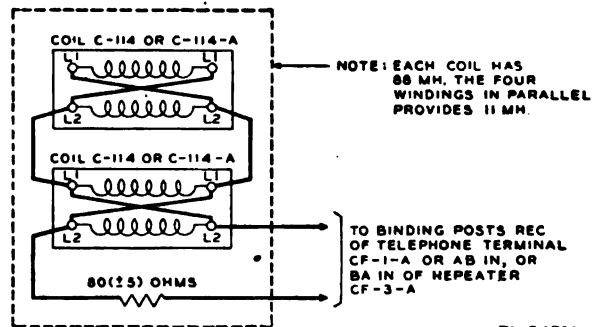 COIL C-114 OR C-114-A
L1 L1
L2 L2
COIL C-114 OR C-114-A
L1 L1
L2 L2
80(±5) OHMS
NOTE: EACH COIL HAS
88 MH. THE FOUR
WINDINGS IN PARALLEL
PROVIDES 11 MH.
TO BINDING POSTS REC
OF TELEPHONE TERMINAL
CF-1-A OR AB IN, OR
BA IN OF REPEATER
CF-3-A